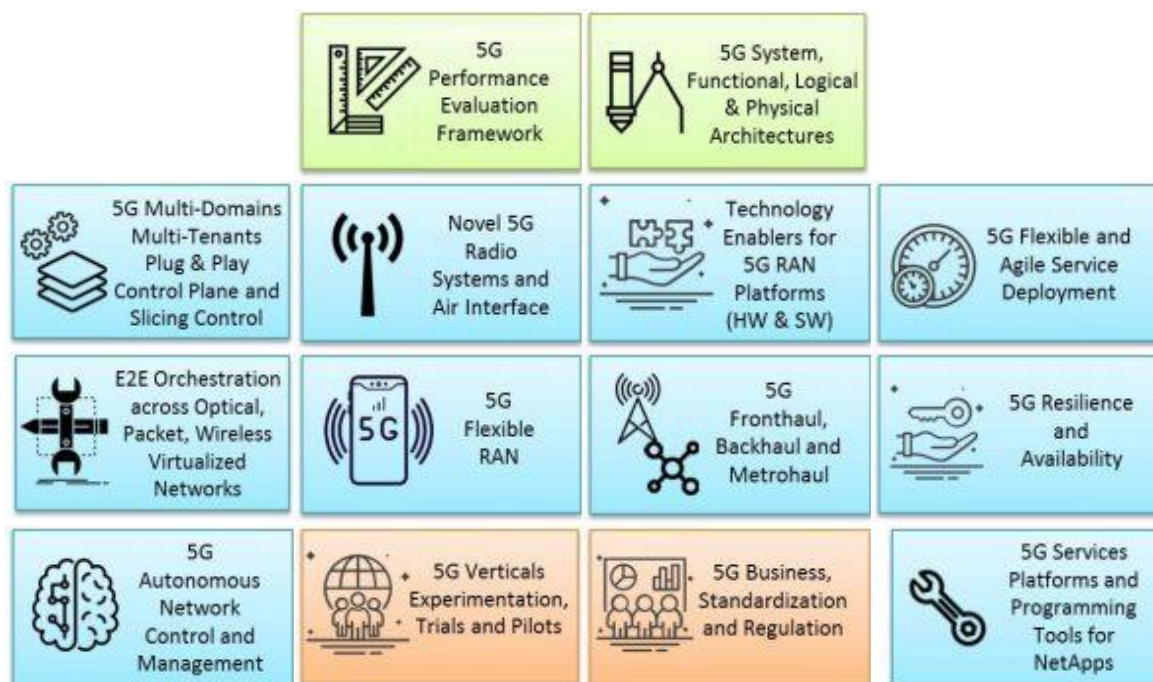 5G
Performance
Evaluation
Framework
5G System,
Functional, Logical
& Physical
Architectures
5G Multi-Domains
Multi-Tenants
Plug & Play
Control Plane and
Slicing Control
Novel 5G
Radio
Systems and
Air Interface
Technology
Enablers for
5G RAN
Platforms
(HW & SW)
5G Flexible and
Agile Service
Deployment
E2E Orchestration
across Optical,
Packet, Wireless
Virtualized
Networks
5G
5G
Flexible
RAN
5G
Fronthaul,
Backhaul and
Metrohaul
5G Resilience
and
Availability
5G
Autonomous
Network
Control and
Management
5G Verticals
Experimentation,
Trials and Pilots
5G Business,
Standardization
and Regulation
5G Services
Platforms and
Programming
Tools for
NetApps